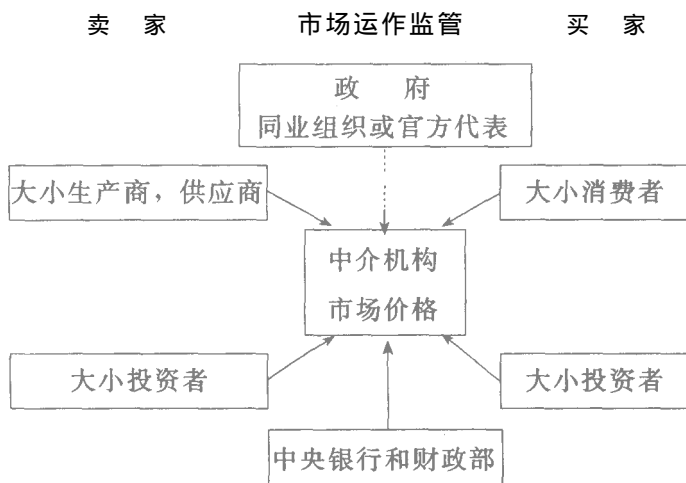 卖 家 市场运作监管 买 家
政 府
同业组织或官方代表
大小生产商，供应商 大小消费者
中介机构
市场价格
大小投资者 大小投资者
中央银行和财政部